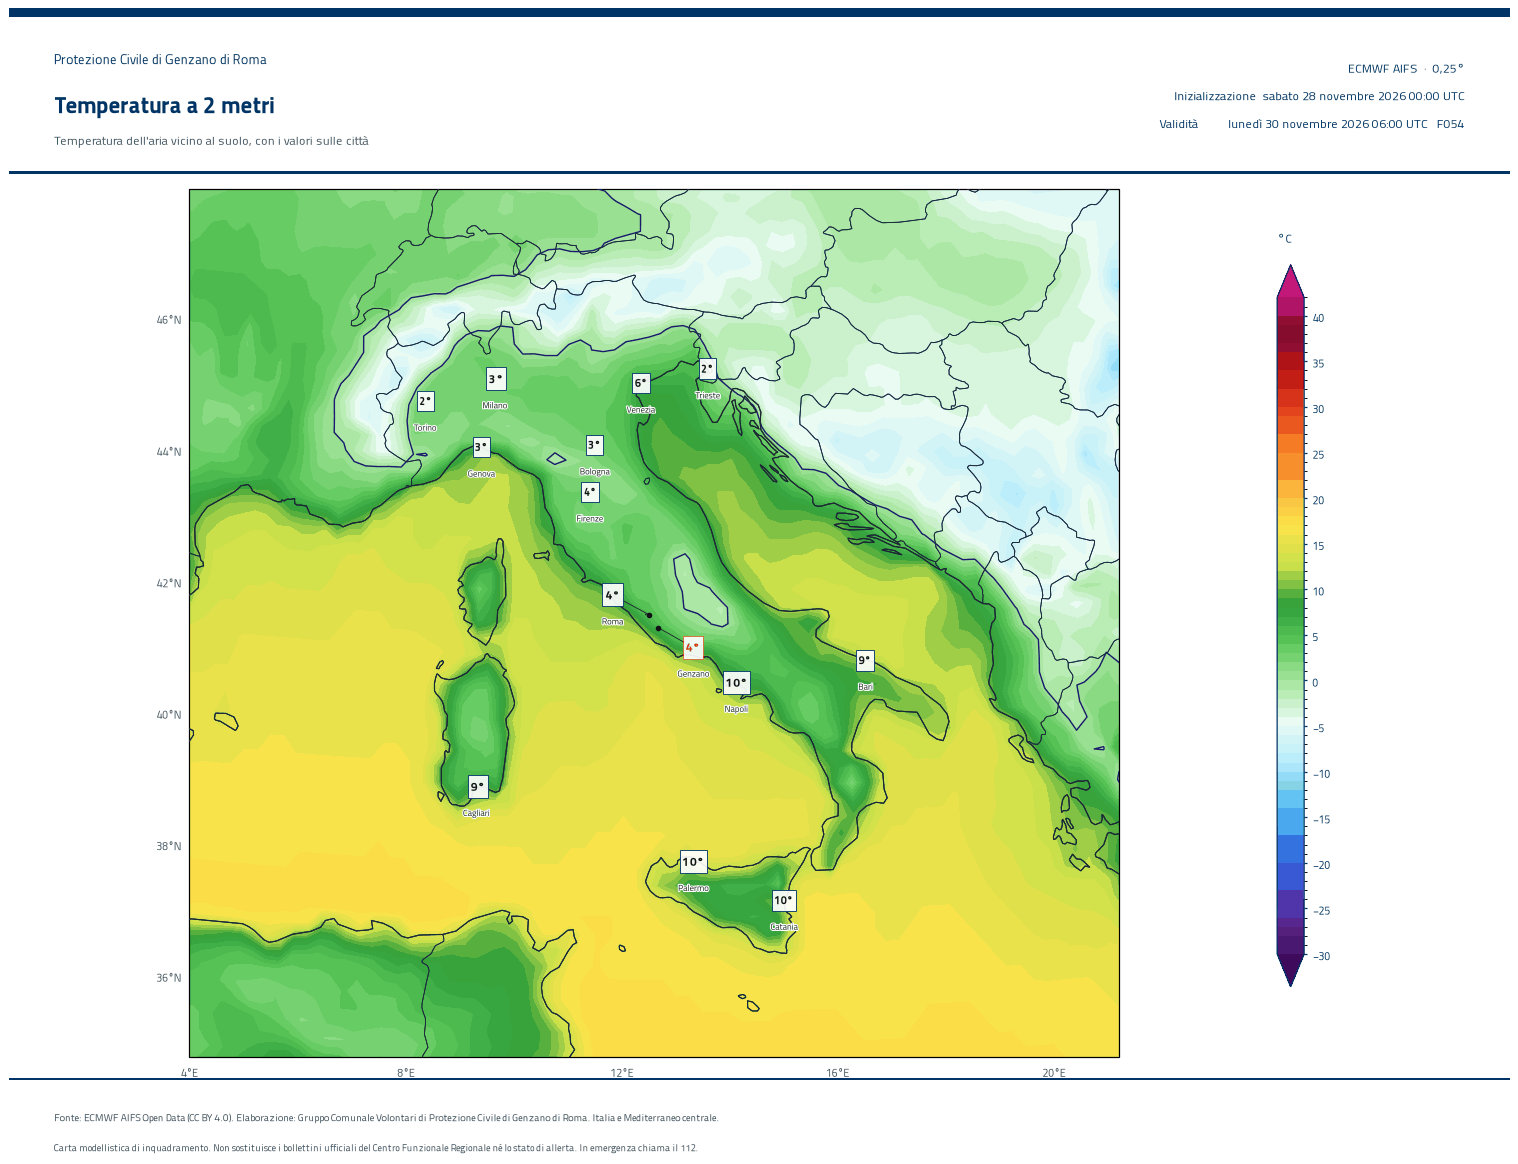 Protezione Civile di Genzano di Roma
Temperatura a 2 metri
Temperatura dell'aria vicino al suolo, con i valori sulle città
ECMWF AIFS · 0,25°
Inizializzazione sabato 28 novembre 2026 00:00 UTC
Validità lunedì 30 novembre 2026 06:00 UTC F054
°C
40
35
30
25
20
15
10
5
0
−5
−10
−15
−20
−25
−30
46°N
44°N
42°N
40°N
38°N
36°N
4°E
8°E
12°E
16°E
20°E
2°
Trieste
3°
Milano
6°
Venezia
2°
Torino
3°
Genova
3°
Bologna
4°
Firenze
4°
Roma
4°
Genzano
9°
Bari
10°
Napoli
9°
Cagliari
10°
Palermo
10°
Catania
Fonte: ECMWF AIFS Open Data (CC BY 4.0). Elaborazione: Gruppo Comunale Volontari di Protezione Civile di Genzano di Roma. Italia e Mediterraneo centrale.
Carta modellistica di inquadramento. Non sostituisce i bollettini ufficiali del Centro Funzionale Regionale né lo stato di allerta. In emergenza chiama il 112.